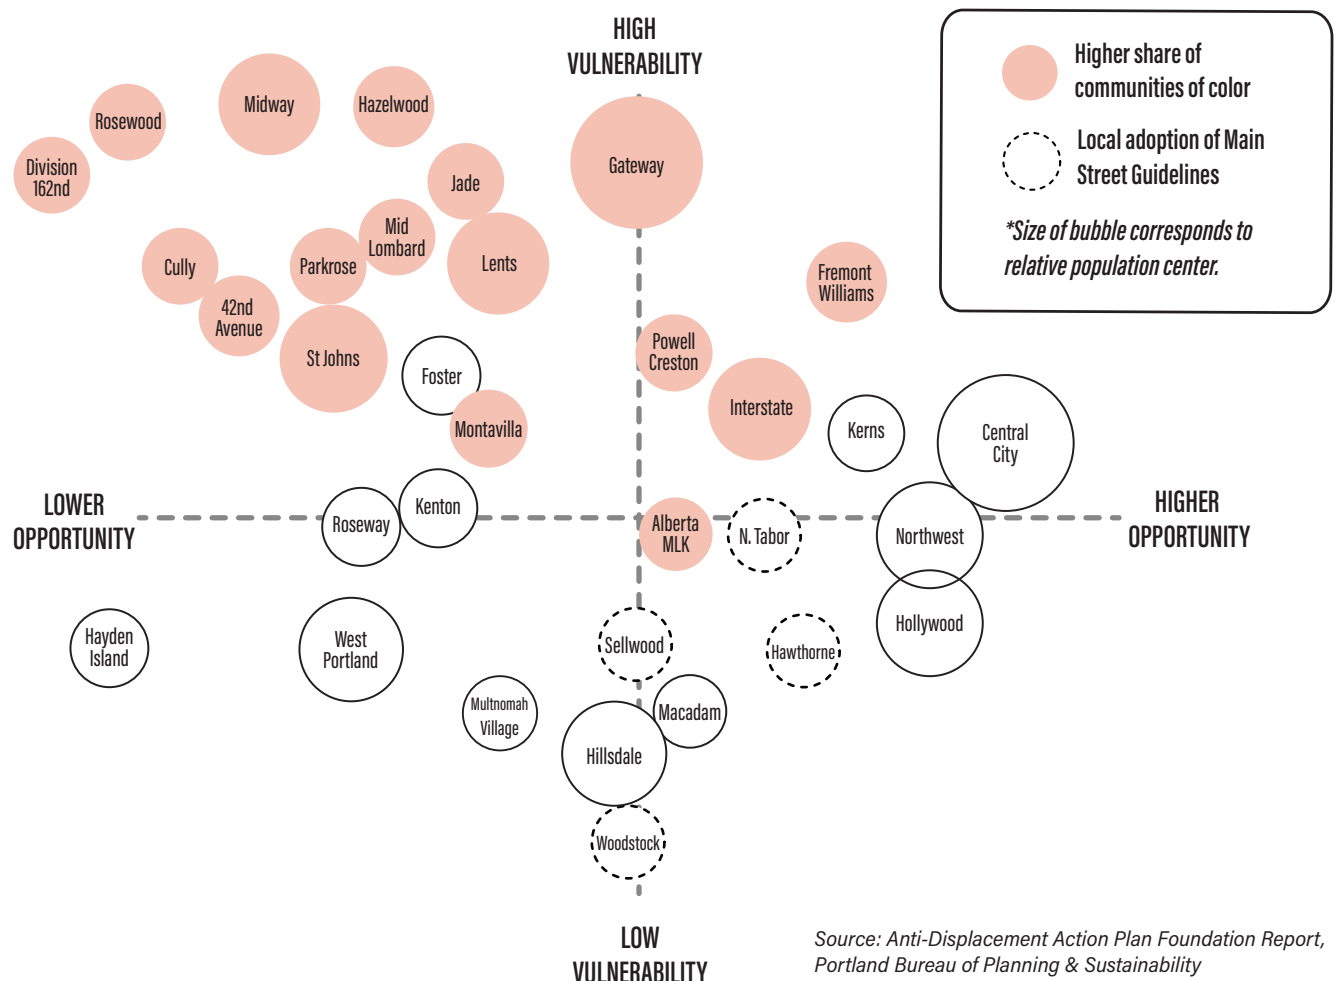 HIGH
VULNERABILITY
Higher share of
communities of color
Local adoption of Main
Street Guidelines
*Size of bubble corresponds to
relative population center.
Rosewood
Midway
Hazelwood
Division
162nd
Gateway
Jade
Mid
Lombard
Cully
Parkrose
Lents
Fremont
Williams
42nd
Avenue
St Johns
Foster
Powell
Creston
Montavilla
Interstate
Kerns
Central
City
LOWER
OPPORTUNITY
HIGHER
OPPORTUNITY
Roseway
Kenton
Alberta
MLK
N. Tabor
Northwest
Hayden
Island
West
Portland
Sellwood
Hawthorne
Hollywood
Multnomah
Village
Macadam
Hillsdale
Woodstock
LOW
VULNERABILITY
Source: Anti-Displacement Action Plan Foundation Report,
Portland Bureau of Planning & Sustainability